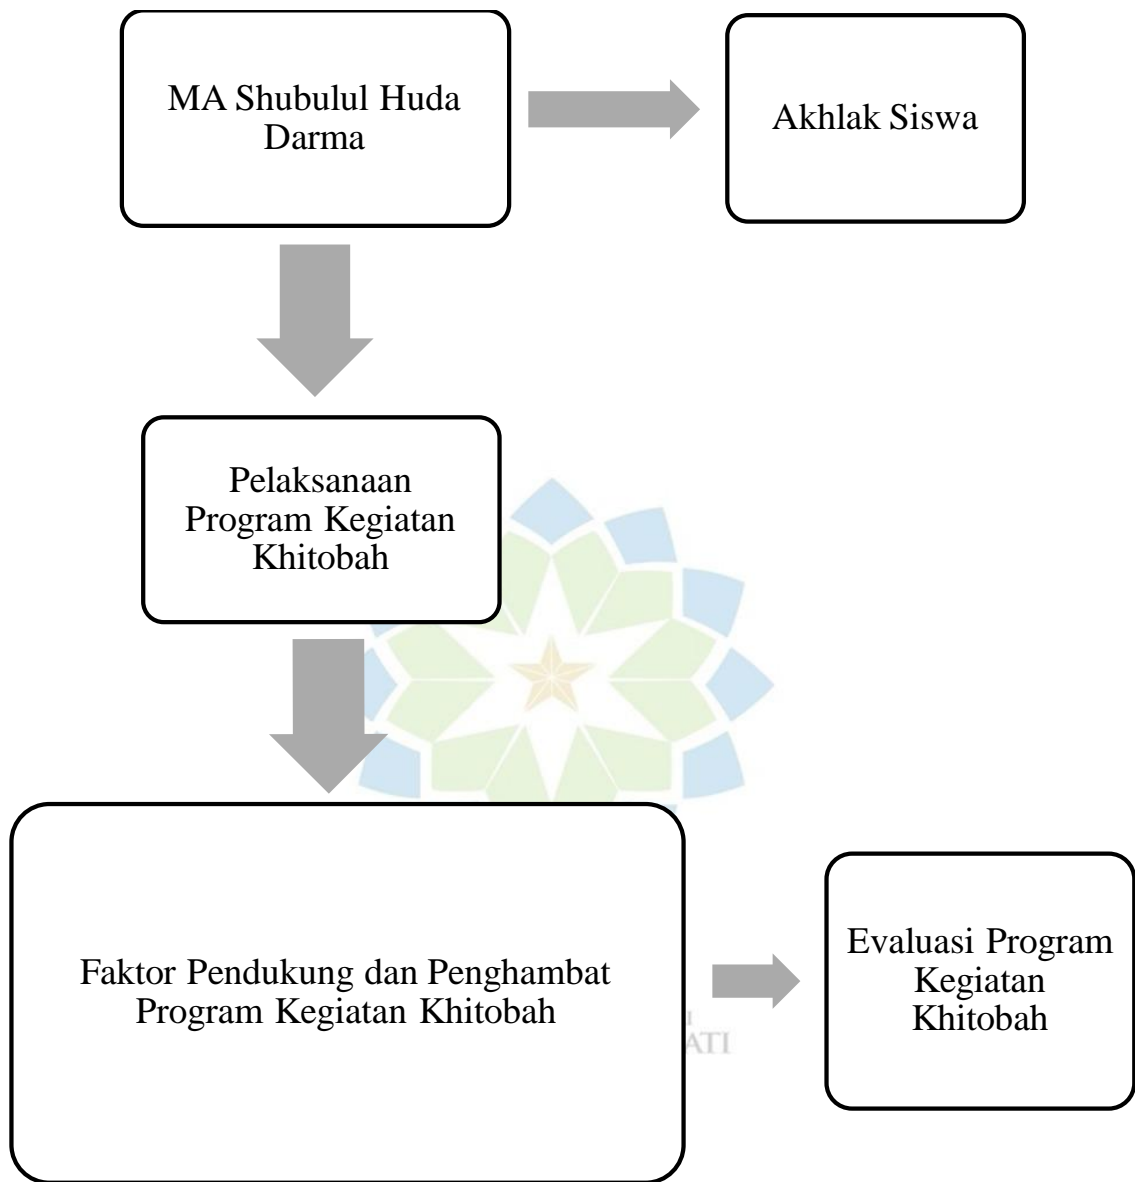 MA Shubulul Huda
Darma
Akhlak Siswa
Pelaksanaan
Program Kegiatan
Khitobah
Faktor Pendukung dan Penghambat
Program Kegiatan Khitobah
Evaluasi Program
Kegiatan
Khitobah